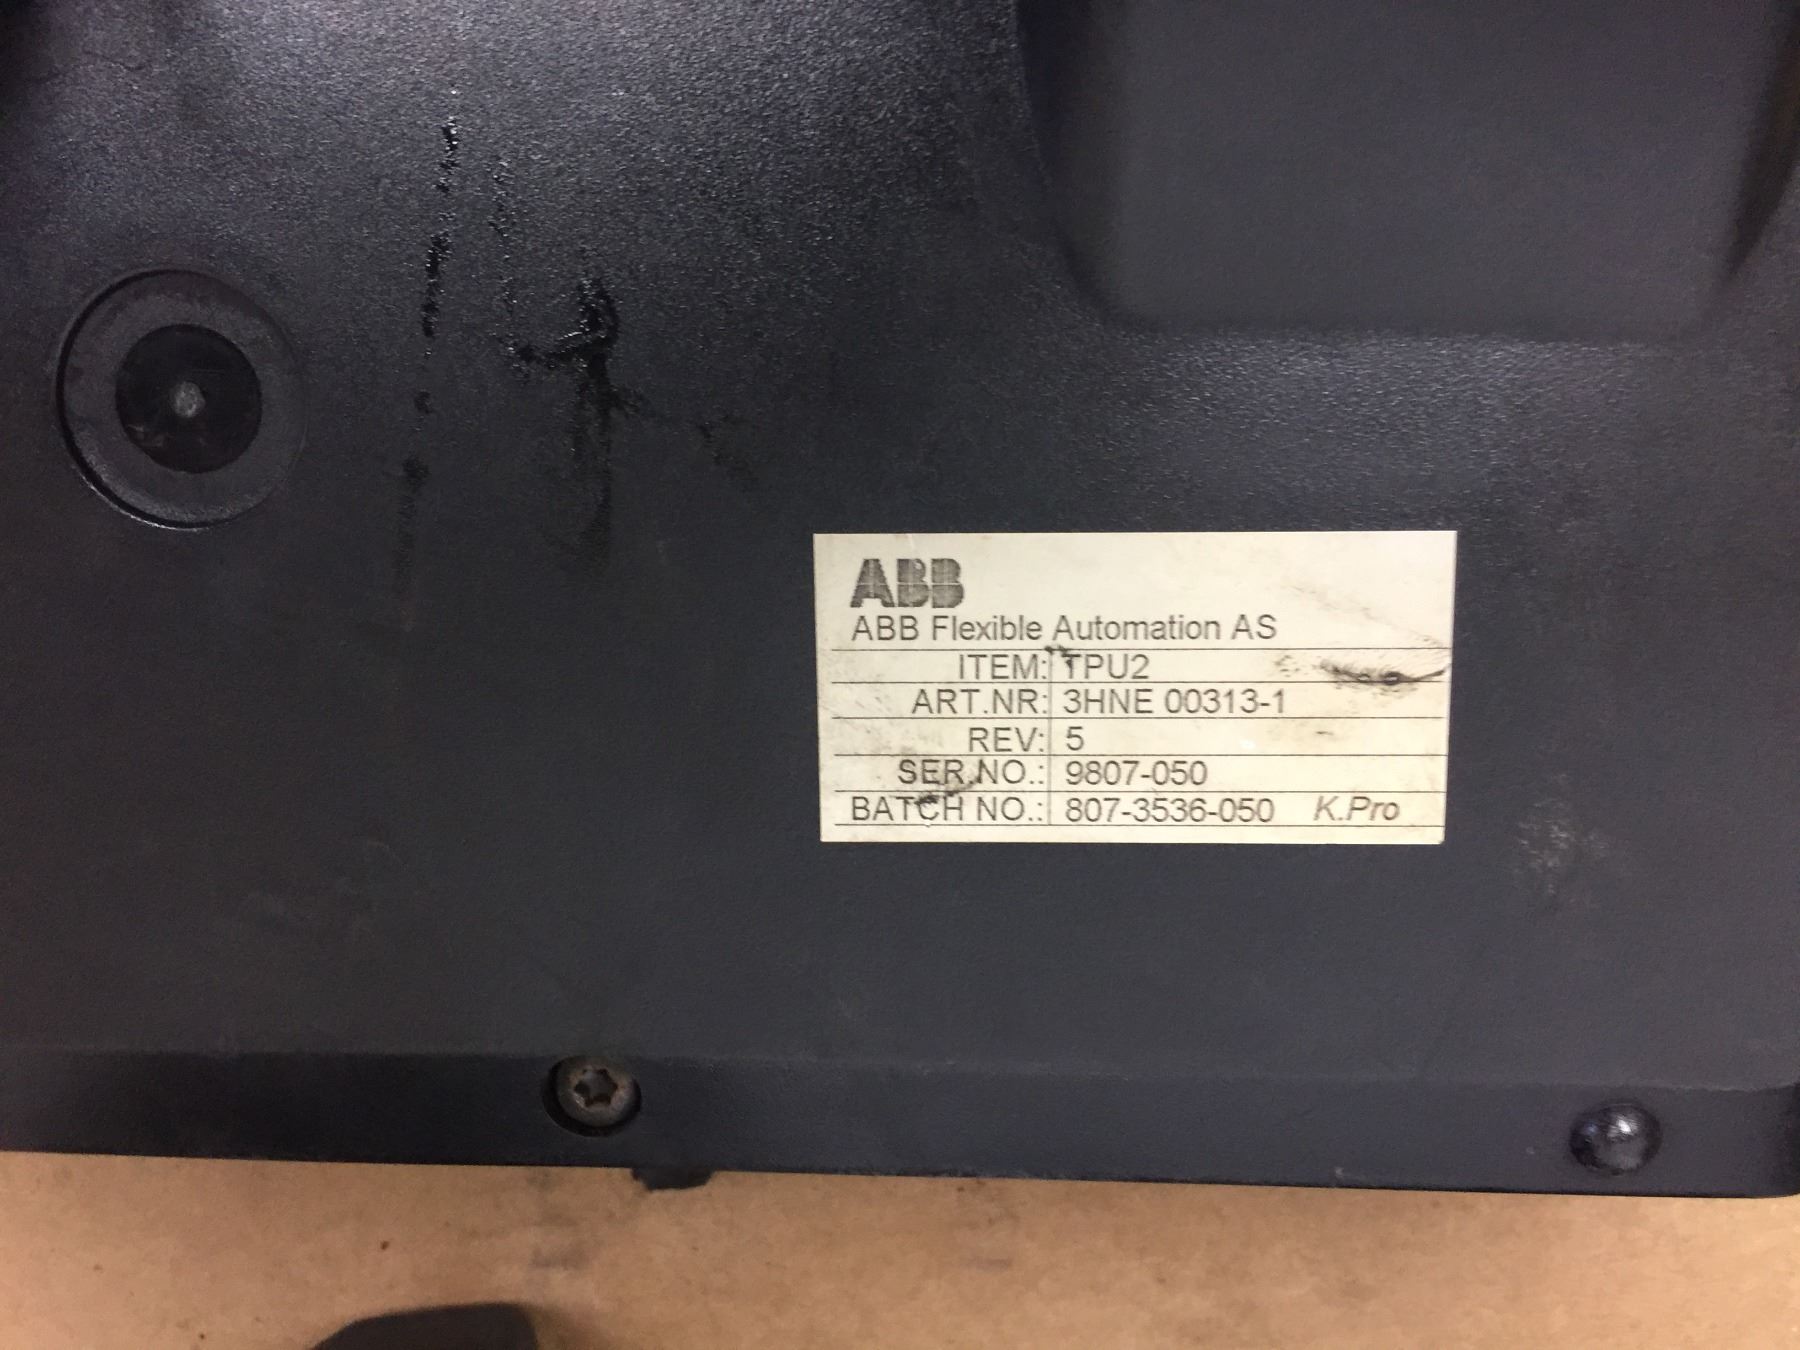 ABB
ABB Flexible Automation AS
ITEM: TPU2
ART.NR: 3HNE 00313-1
REV: 5
SER.NO.: 9807-050
BATCH NO.: 807-3536-050 K.Pro